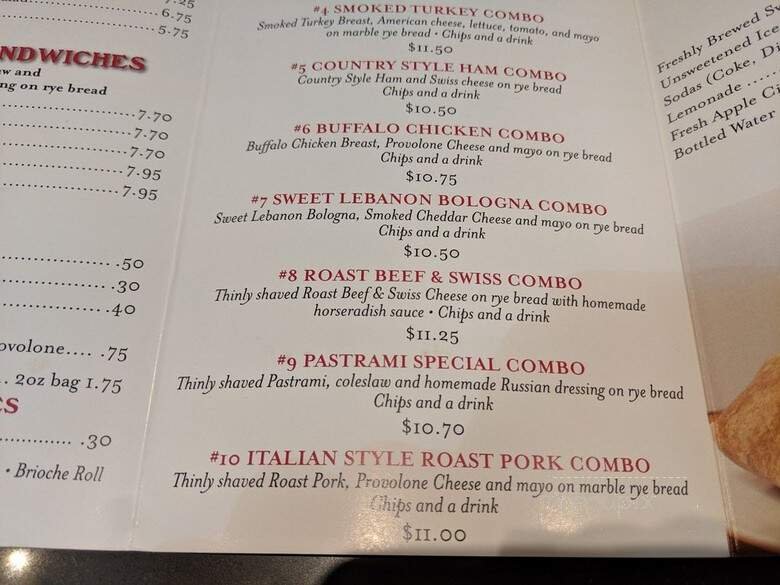 7.25
6.75
5.75
NDWICHES
w and
ng on rye bread
7.70
7.70
7.70
7.95
7.95
.50
.30
.40
ovolone.... .75
. 2oz bag 1.75
ES
.30
• Brioche Roll
#4 SMOKED TURKEY COMBO
Smoked Turkey Breast, American cheese, lettuce, tomato, and mayo
on marble rye bread • Chips and a drink
$11.50
#5 COUNTRY STYLE HAM COMBO
Country Style Ham and Swiss cheese on rye bread
Chips and a drink
$10.50
#6 BUFFALO CHICKEN COMBO
Buffalo Chicken Breast, Provolone Cheese and mayo on rye bread
Chips and a drink
$10.75
#7 SWEET LEBANON BOLOGNA COMBO
Sweet Lebanon Bologna, Smoked Cheddar Cheese and mayo on rye bread
Chips and a drink
$10.50
#8 ROAST BEEF & SWISS COMBO
Thinly shaved Roast Beef & Swiss Cheese on rye bread with homemade
horseradish sauce • Chips and a drink
$11.25
#9 PASTRAMI SPECIAL COMBO
Thinly shaved Pastrami, coleslaw and homemade Russian dressing on rye bread
Chips and a drink
$10.70
#10 ITALIAN STYLE ROAST PORK COMBO
Thinly shaved Roast Pork, Provolone Cheese and mayo on marble rye bread
Chips and a drink
$11.00
Freshly Brewed Sw
Unsweetened Ice
Sodas (Coke, Di
Lemonade ....
Fresh Apple Ci
Bottled Water